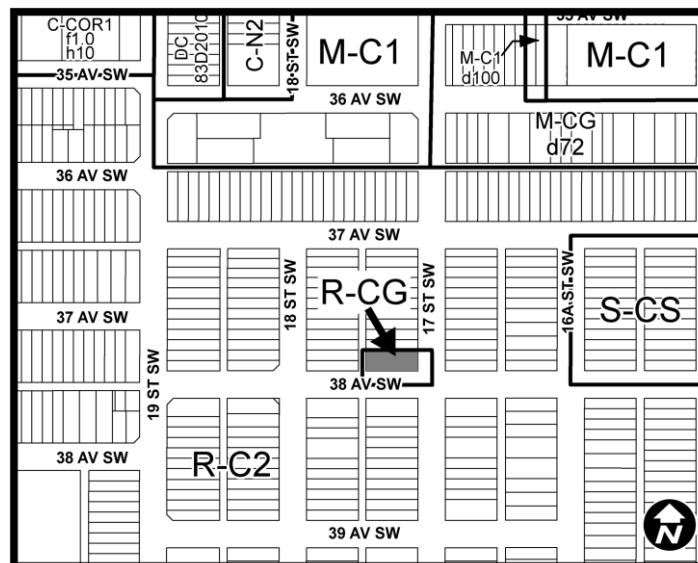 C-COR1
f1.0
h10
DC
83D2010
C-N2
18 ST SW
M-C1
M-C1
d100
M-C1
35 AV SW
35 AV SW
36 AV SW
M-CG
d72
36 AV SW
37 AV SW
18 ST SW
R-CG
17 ST SW
16A ST SW
S-CS
37 AV SW
19 ST SW
38 AV SW
R-C2
38 AV SW
39 AV SW
N